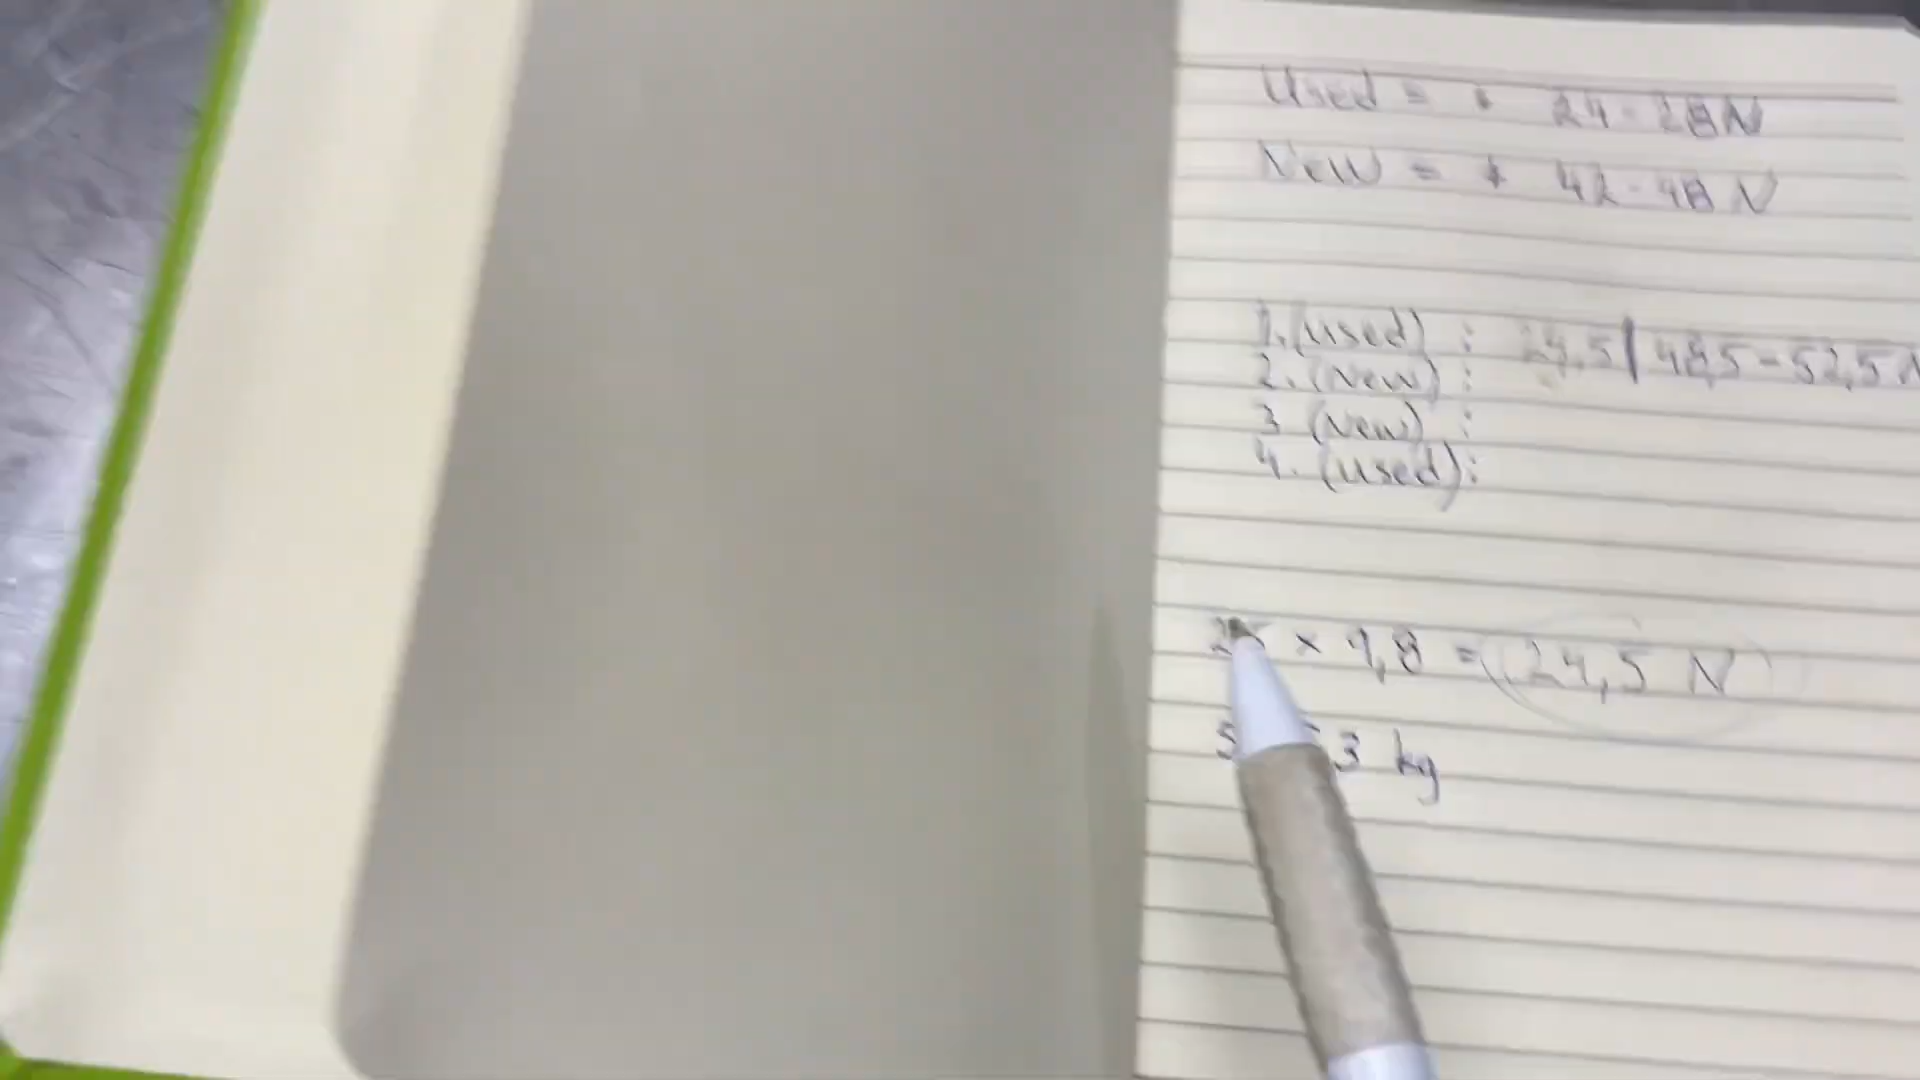 Used = + 24 - 28 N
New = + 42 - 48 N
1. (used) : 24,5 | 48,5 - 52,5 N
2. (New) :
3 (New) :
4. (used) :
x 9,8 = (24,5 N)
3 kg